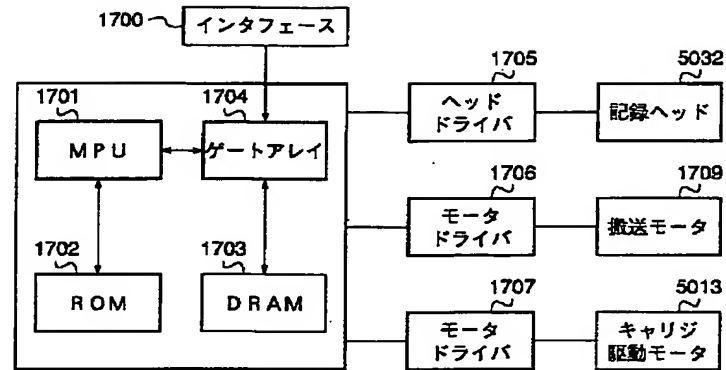 1700
インタフェース
1701
MPU
1704
ゲートアレイ
1702
ROM
1703
DRAM
1705
ヘッド
ドライバ
5032
記録ヘッド
1706
モータ
ドライバ
1709
搬送モータ
1707
モータ
ドライバ
5013
キャリジ
駆動モータ